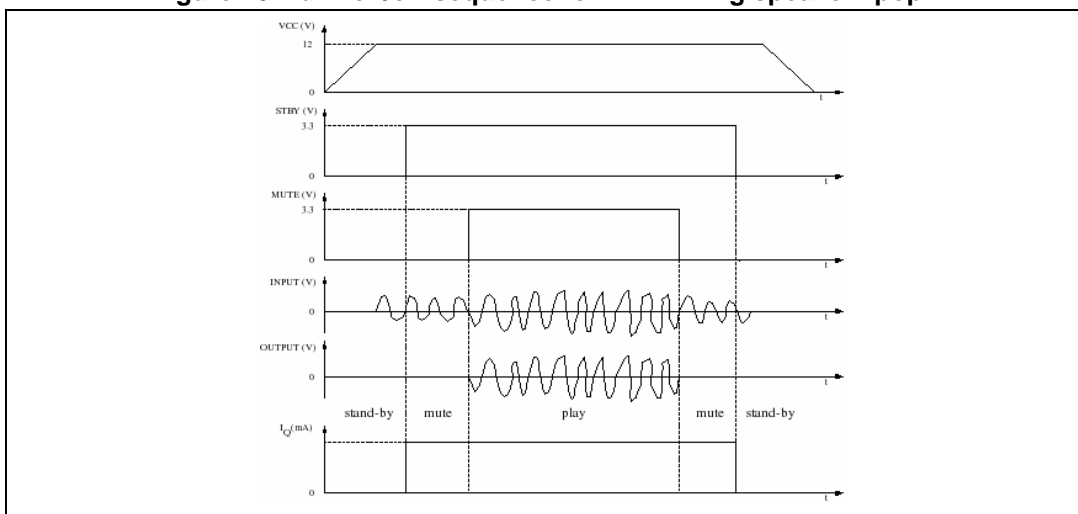 VCC (V)
12
0
t
STBY (V)
3.3
0
t
MUTE (V)
3.3
0
t
INPUT (V)
0
t
OUTPUT (V)
0
t
stand-by mute play mute stand-by
IQ(mA)
0
t